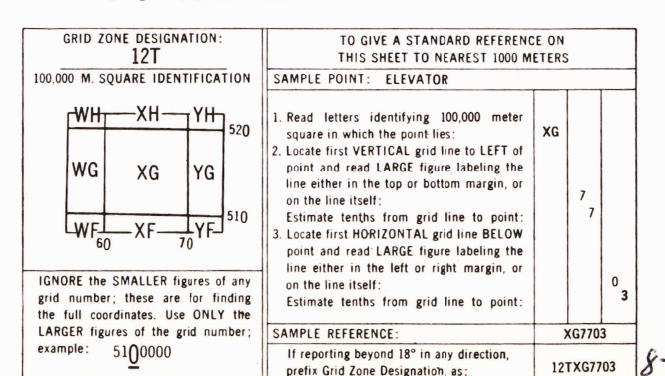 GRID ZONE DESIGNATION:
12T
100,000 M. SQUARE IDENTIFICATION
WH XH YH
520
WG XG YG
510
WF XF YF
60 70
IGNORE the SMALLER figures of any
grid number; these are for finding
the full coordinates. Use ONLY the
LARGER figures of the grid number;
example: 5100000
TO GIVE A STANDARD REFERENCE ON
THIS SHEET TO NEAREST 1000 METERS
SAMPLE POINT: ELEVATOR
1. Read letters identifying 100,000 meter
square in which the point lies: XG
2. Locate first VERTICAL grid line to LEFT of
point and read LARGE figure labeling the
line either in the top or bottom margin, or
on the line itself: 7
Estimate tenths from grid line to point: 7
3. Locate first HORIZONTAL grid line BELOW
point and read LARGE figure labeling the
line either in the left or right margin, or
on the line itself: 0
Estimate tenths from grid line to point: 3
SAMPLE REFERENCE: XG7703
If reporting beyond 18° in any direction,
prefix Grid Zone Designation, as: 12TXG7703
8-